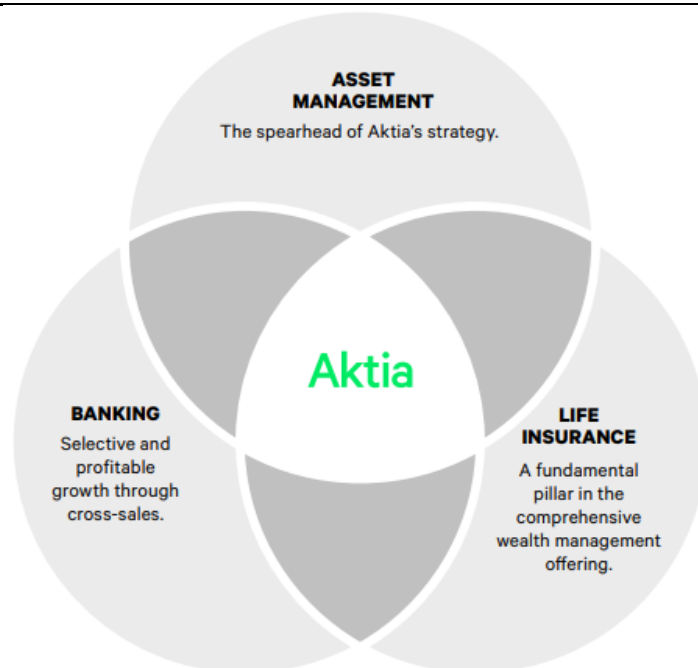 ASSET
MANAGEMENT
The spearhead of Aktia's strategy.
Aktia
BANKING
Selective and
profitable
growth through
cross-sales.
LIFE
INSURANCE
A fundamental
pillar in the
comprehensive
wealth management
offering.